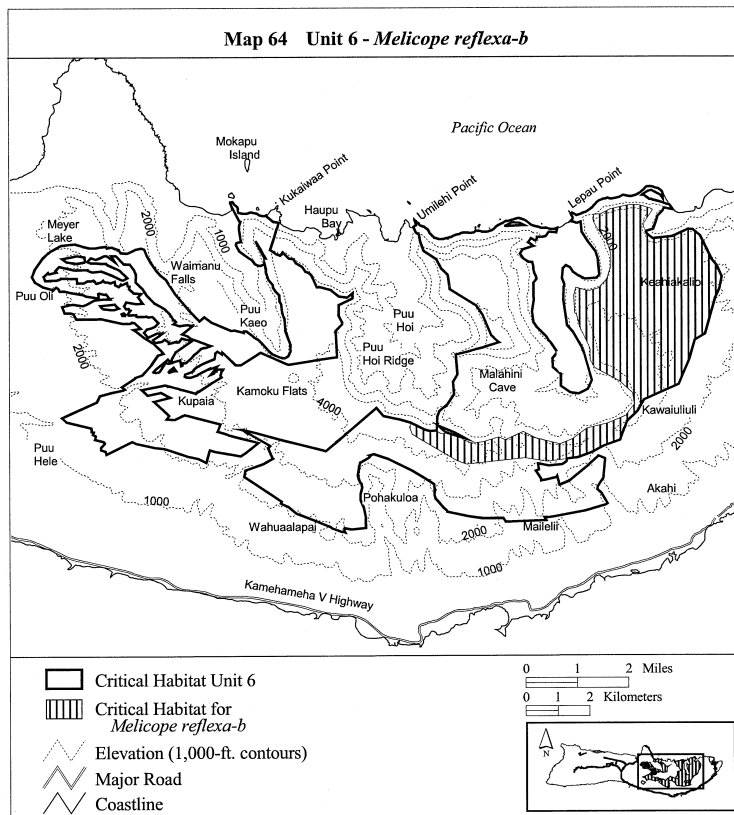 Map 64 Unit 6 - Melicope reflexa-b
Pacific Ocean
Mokapu
Island
Kukaiwaa Point
Umilehi Point
Lepau Point
Haupu
Bay
Meyer
Lake
2000
1000
2000
Waimanu
Falls
Keahiakalio
Puu Oli
Puu
Kaeo
Puu
Hoi
Puu
Hoi Ridge
2000
Malahini
Cave
Kupaia
Kamoku Flats
4000
Kawaiuliuli
2000
Puu
Hele
1000
Pohakuloa
Akahi
Wahuaalapai
2000
Mailelii
1000
Kamehameha V Highway
Critical Habitat Unit 6
Critical Habitat for
Melicope reflexa-b
Elevation (1,000-ft. contours)
Major Road
Coastline
0 1 2 Miles
0 1 2 Kilometers
N